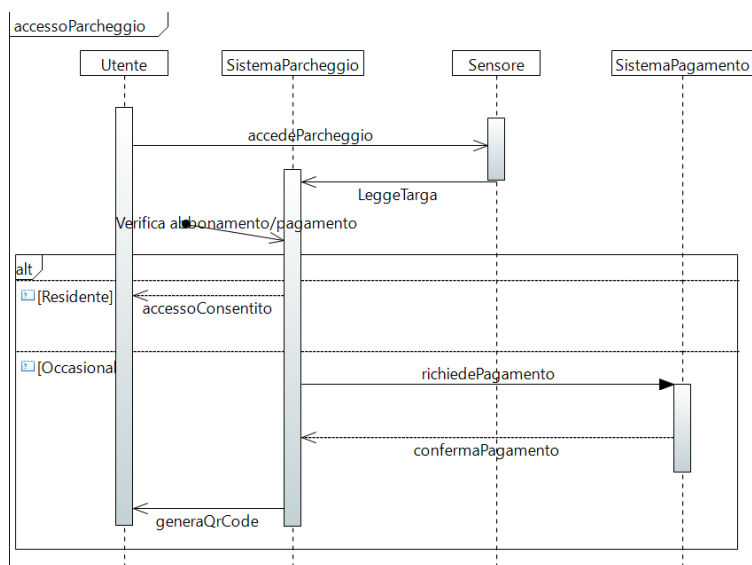 accessoParcheggio
Utente
SistemaParcheggio
Sensore
SistemaPagamento
accedeParcheggio
LeggeTarga
Verifica abbonamento/pagamento
alt
[Residente]
accessoConsentito
[Occasional
richiedePagamento
confermaPagamento
generaQrCode